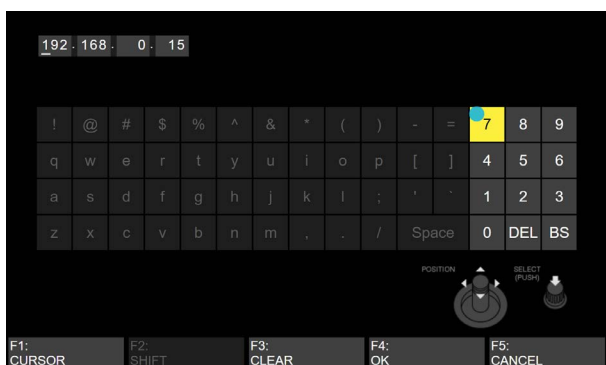 192. 168. 0. 15
! @ # $ % ^ & * ( ) - = 7 8 9
q w e r t y u i o p [ ] 4 5 6
a s d f g h j k l ; ' ` 1 2 3
z x c v b n m , . / Space 0 DEL BS
POSITION
SELECT
(PUSH)
F1: F2: F3: F4: F5:
CURSOR SHIFT CLEAR OK CANCEL